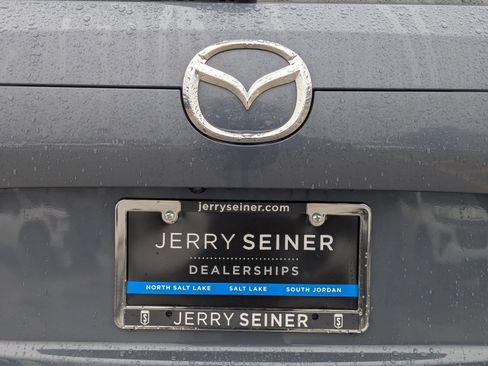 jerryseiner.com
JERRY SEINER
DEALERSHIPS
NORTH SALT LAKE SALT LAKE SOUTH JORDAN
JERRY SEINER